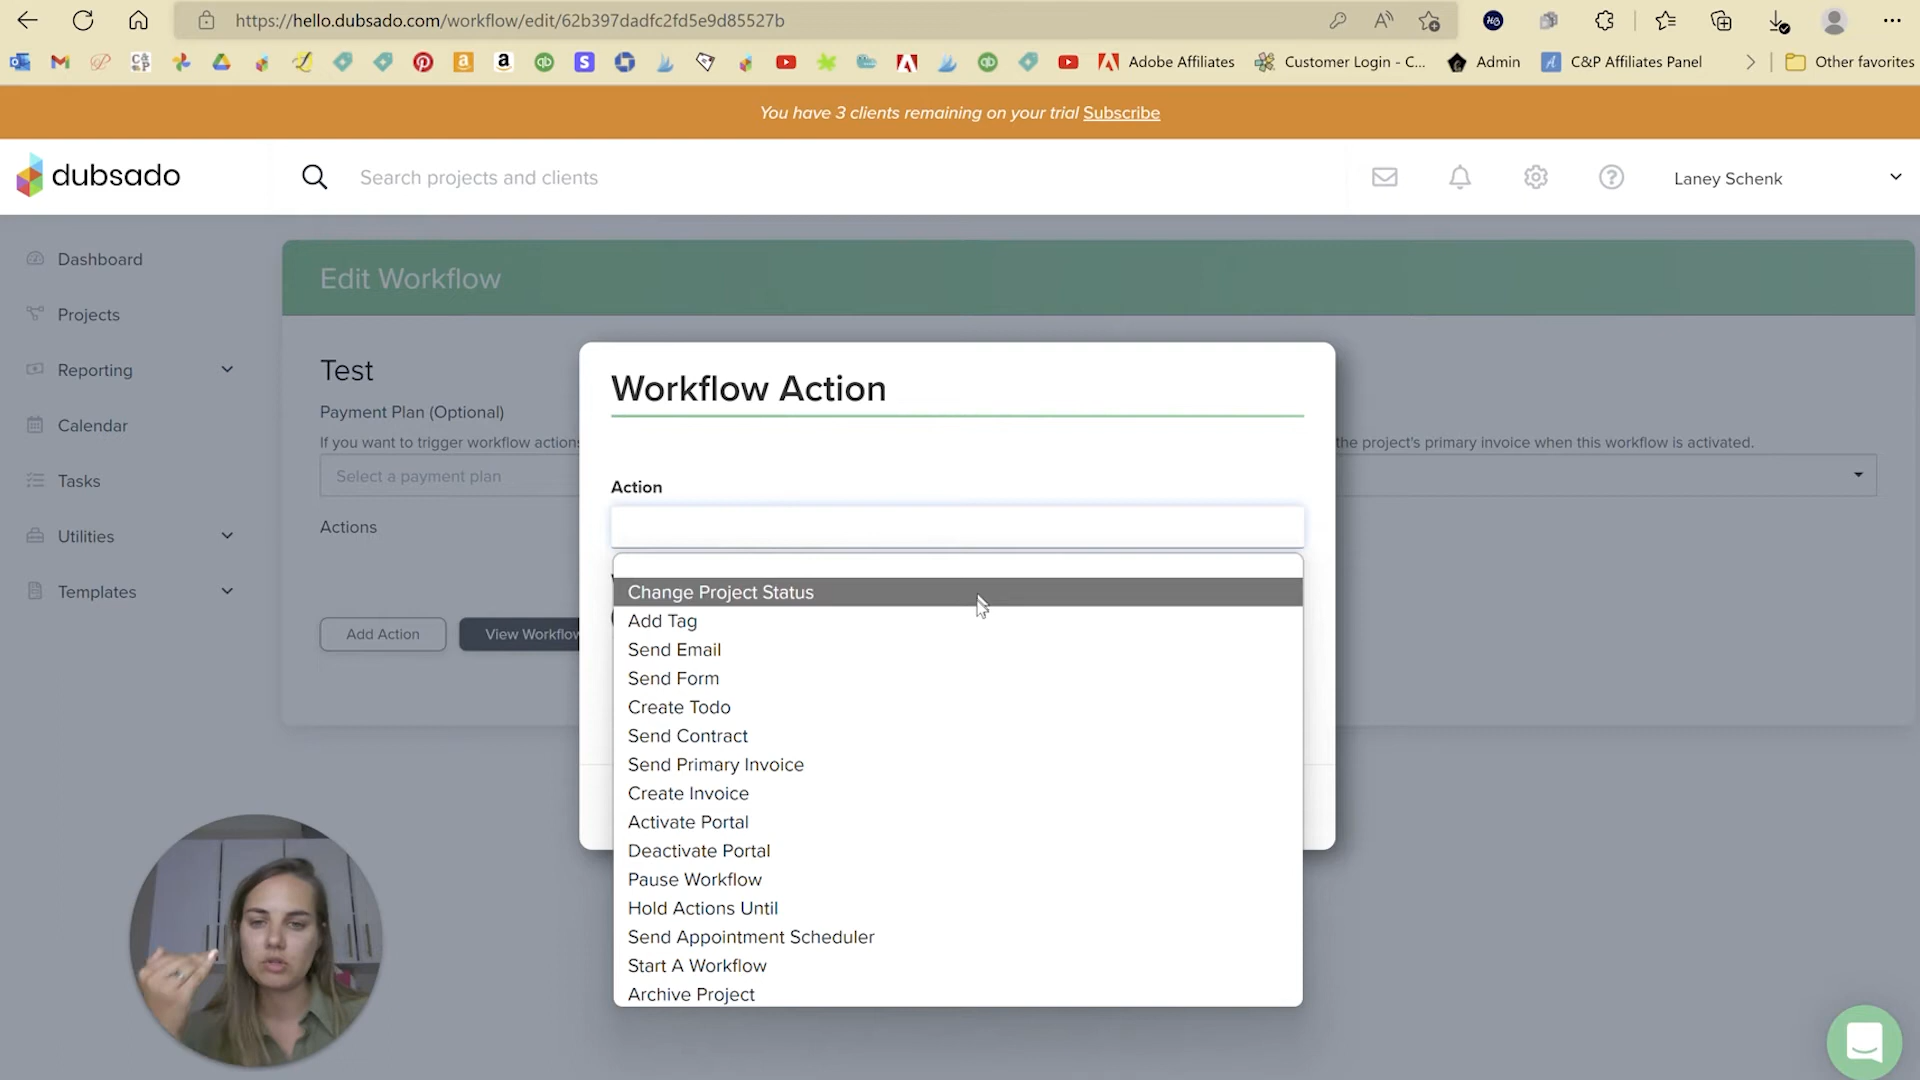 https://hello.dubsado.com/workflow/edit/62b397dadfc2fd5e9d85527b
Adobe Affiliates
Customer Login - C...
Admin
C&P Affiliates Panel
Other favorites
You have 3 clients remaining on your trial Subscribe
dubsado
Search projects and clients
Laney Schenk
Dashboard
Projects
Reporting
Calendar
Tasks
Utilities
Templates
Edit Workflow
Test
Payment Plan (Optional)
If you want to trigger workflow actions
the project's primary invoice when this workflow is activated.
Select a payment plan
Actions
Add Action
View Workflow
Workflow Action
Action
Change Project Status
Add Tag
Send Email
Send Form
Create Todo
Send Contract
Send Primary Invoice
Create Invoice
Activate Portal
Deactivate Portal
Pause Workflow
Hold Actions Until
Send Appointment Scheduler
Start A Workflow
Archive Project